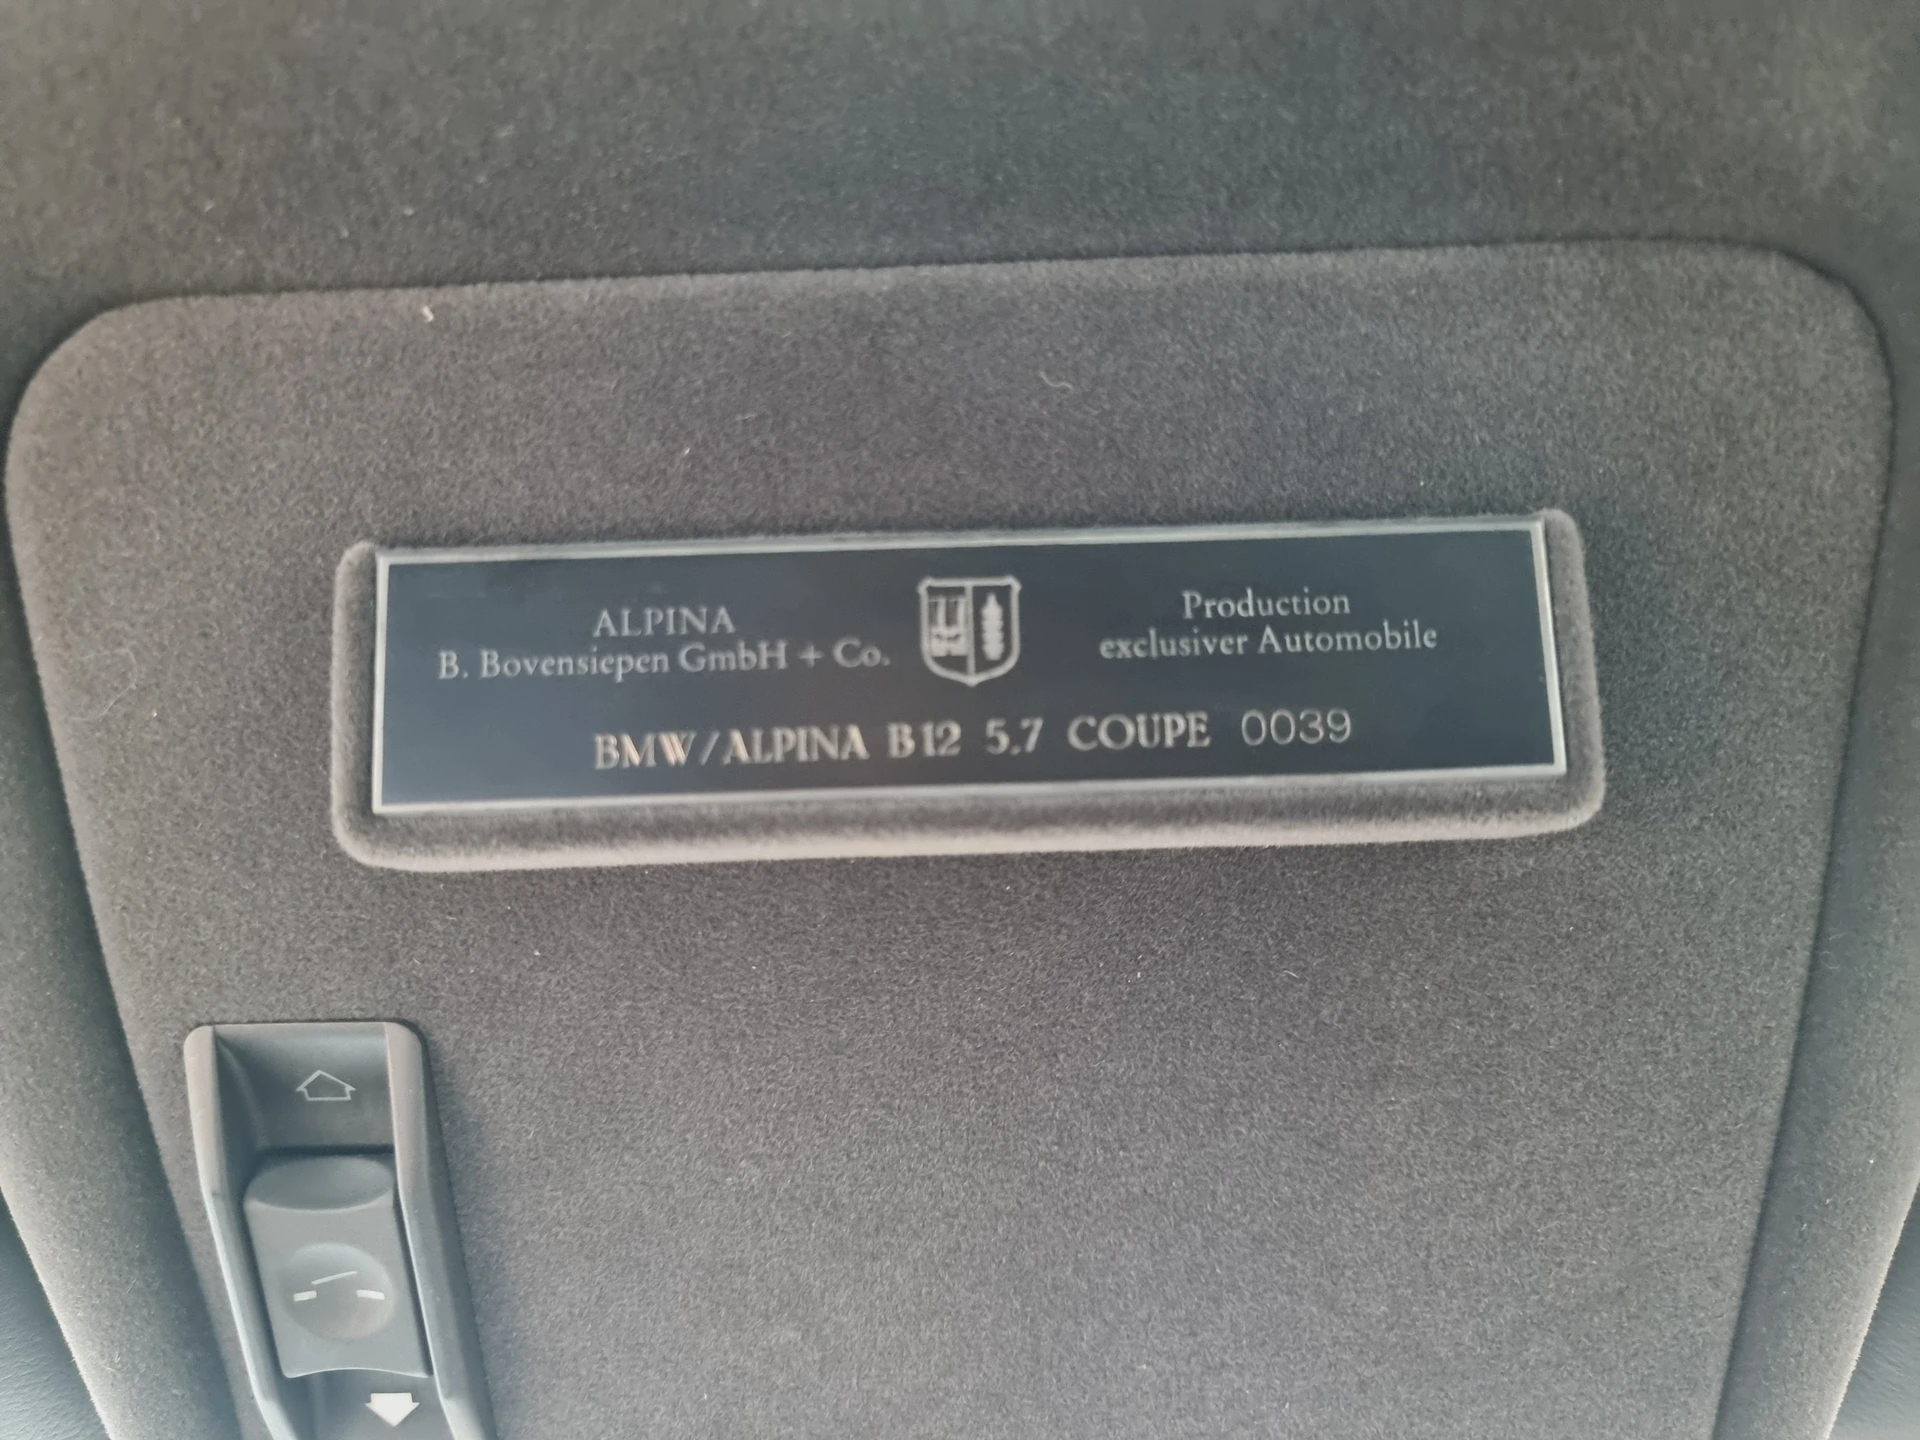 ALPINA
B. Bovensiepen GmbH + Co.
Production
exclusiver Automobile
BMW/ALPINA B12 5.7 COUPE 0039